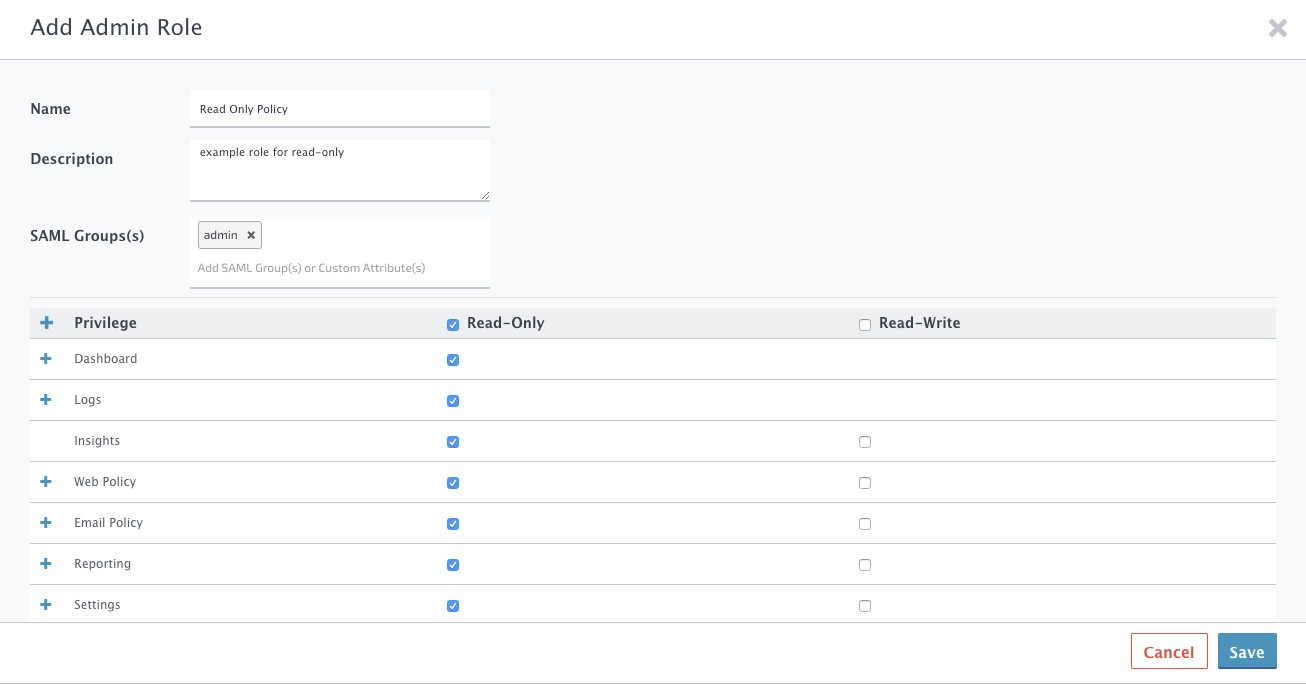 Add Admin Role
Name
Read Only Policy
Description
example role for read-only
SAML Groups(s)
admin
Add SAML Group(s) or Custom Attribute(s)
Privilege Read-Only Read-Write
Dashboard
Logs
Insights
Web Policy
Email Policy
Reporting
Settings
Cancel Save